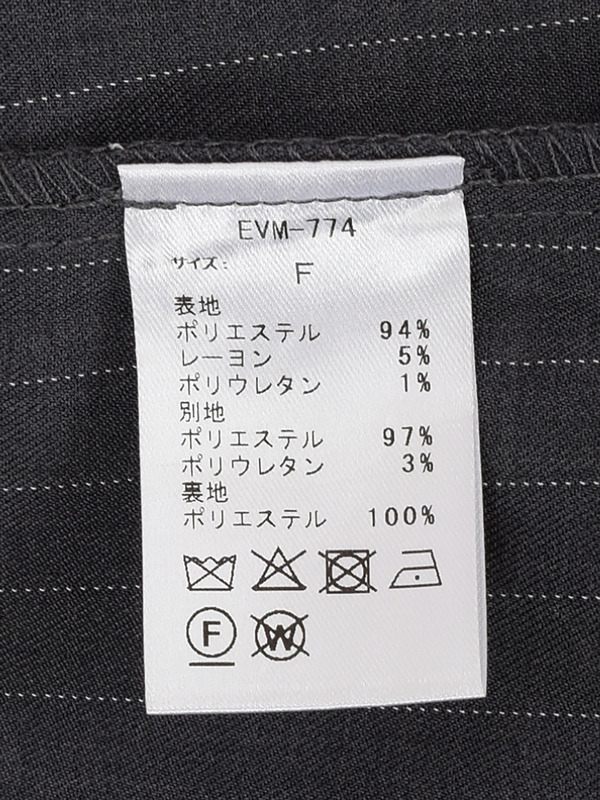 EVM-774
サイズ: F
表地
ポリエステル 94%
レーヨン 5%
ポリウレタン 1%
別地
ポリエステル 97%
ポリウレタン 3%
裏地
ポリエステル 100%
F W